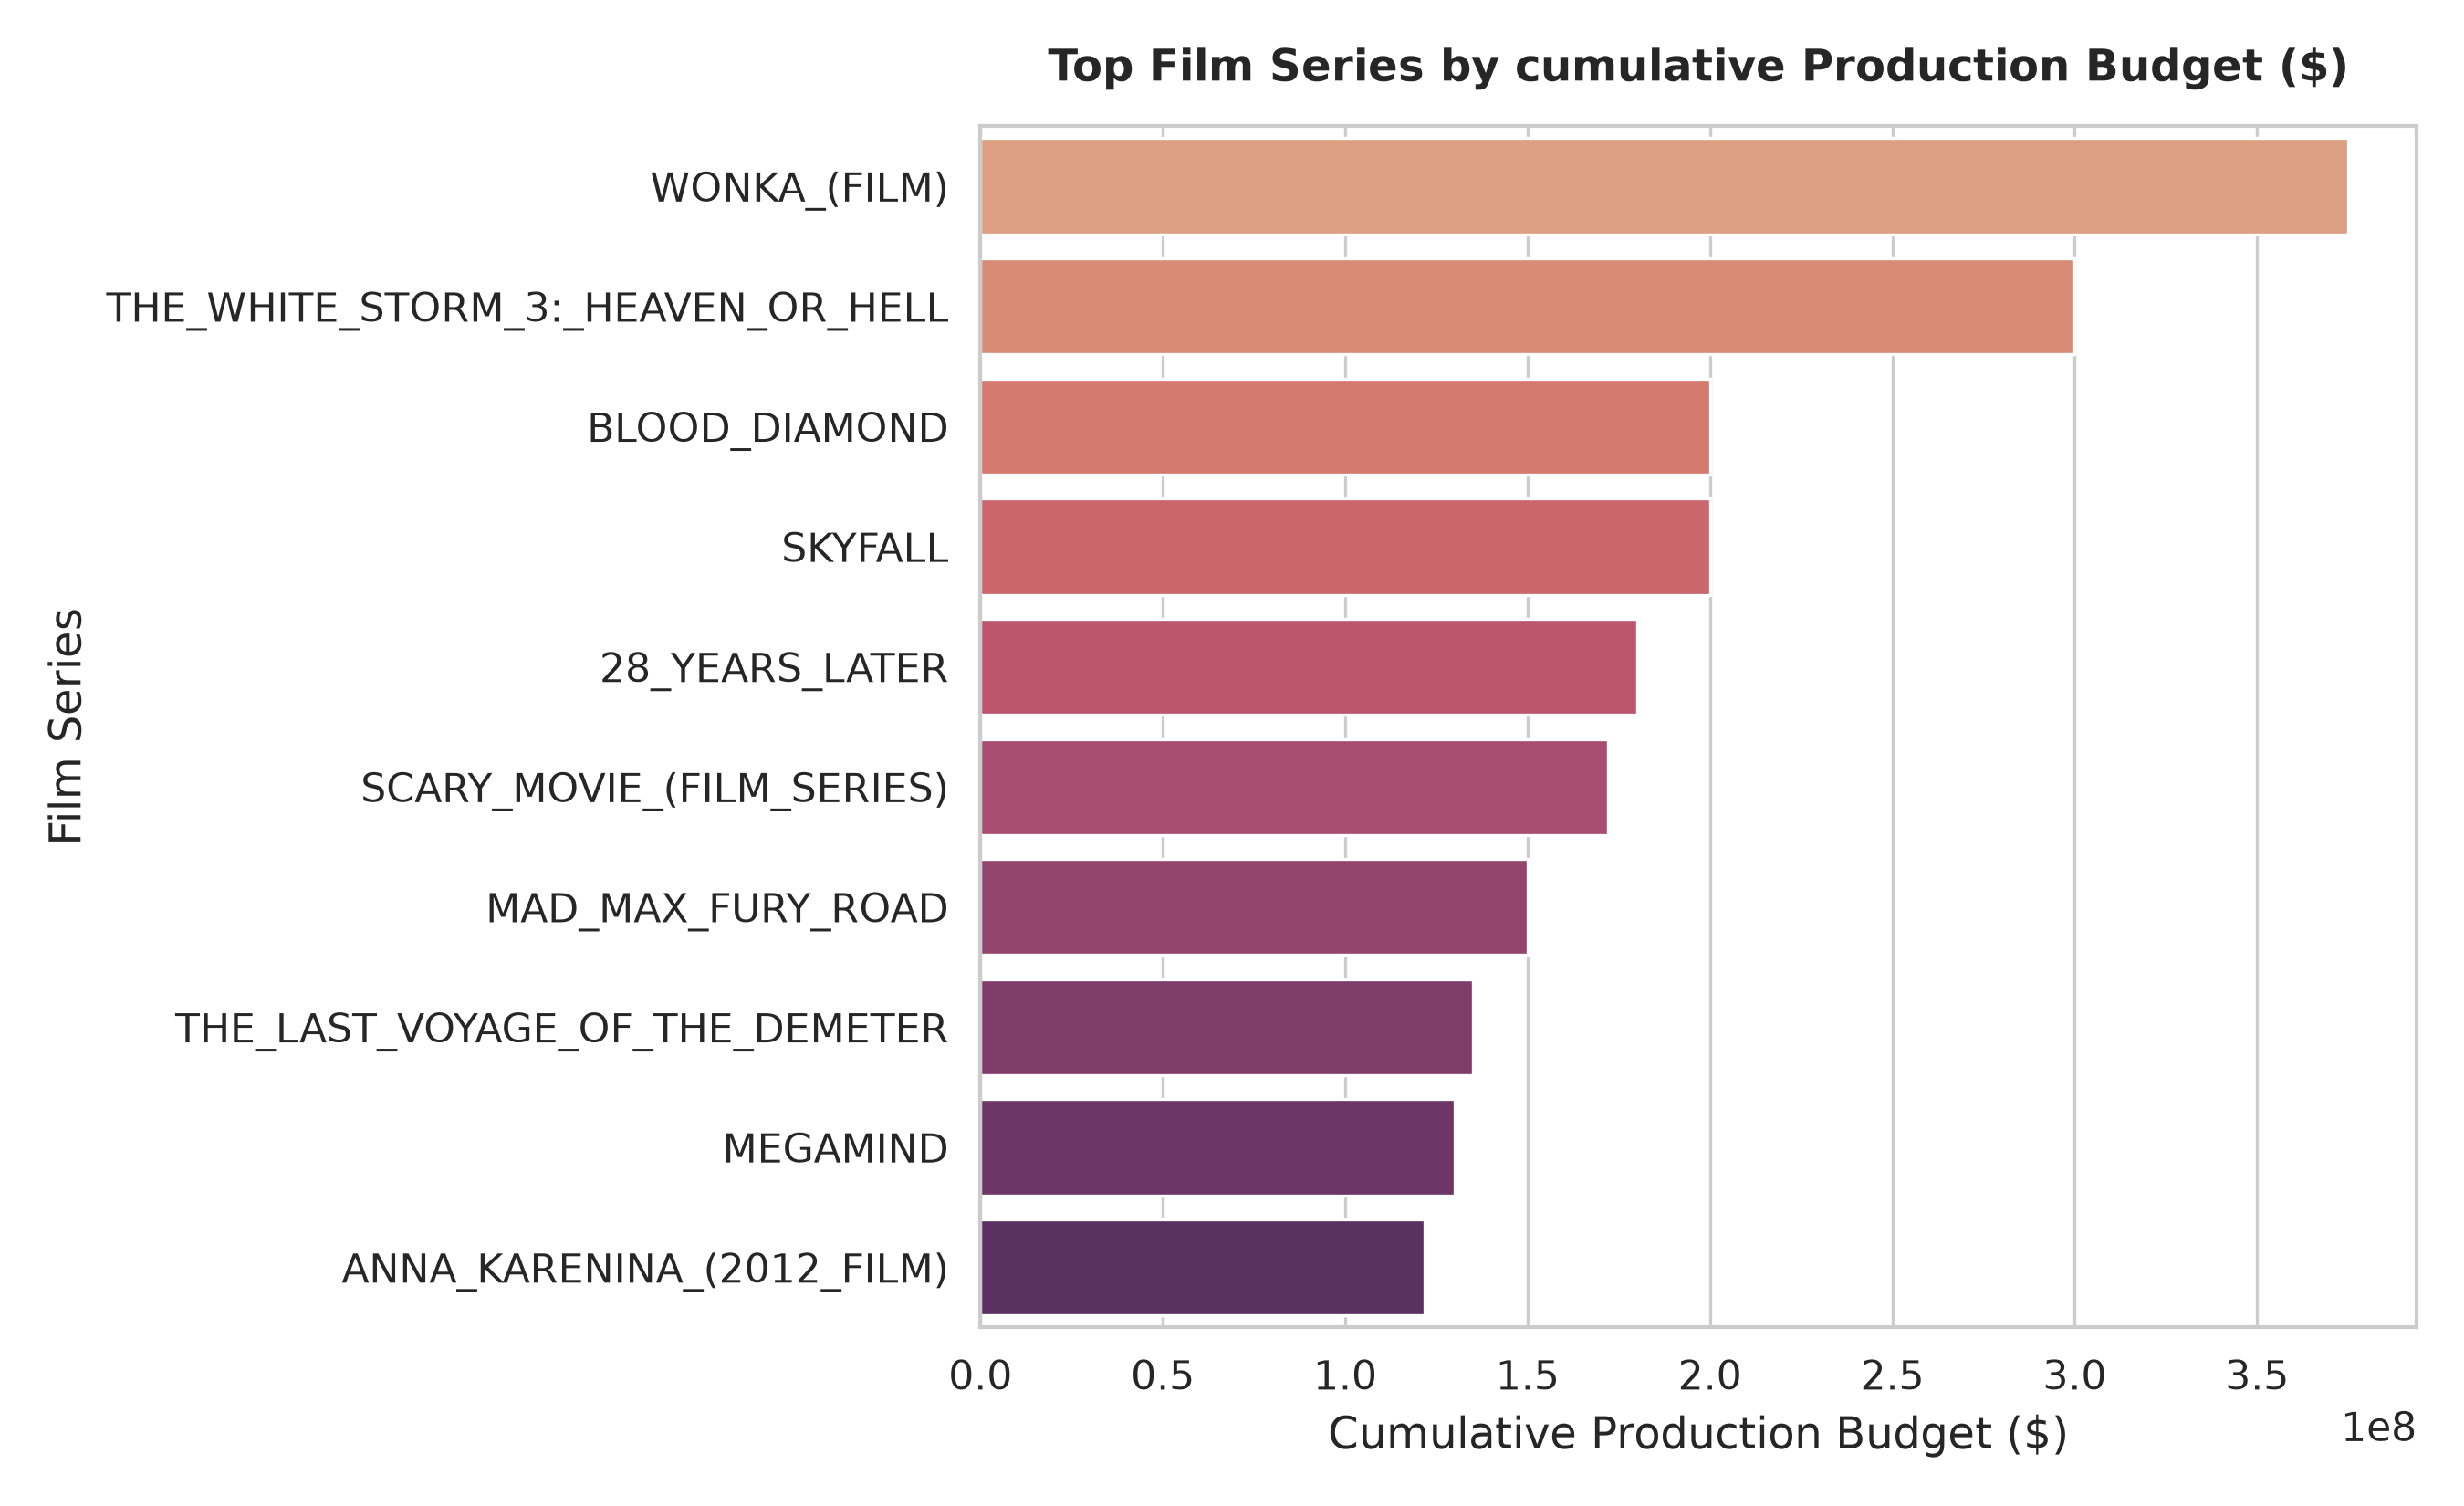 Top Film Series by cumulative Production Budget ($)
WONKA_(FILM)
THE_WHITE_STORM_3:_HEAVEN_OR_HELL
BLOOD_DIAMOND
SKYFALL
28_YEARS_LATER
SCARY_MOVIE_(FILM_SERIES)
MAD_MAX_FURY_ROAD
THE_LAST_VOYAGE_OF_THE_DEMETER
MEGAMIND
ANNA_KARENINA_(2012_FILM)
Film Series
0.0 0.5 1.0 1.5 2.0 2.5 3.0 3.5
1e8
Cumulative Production Budget ($)